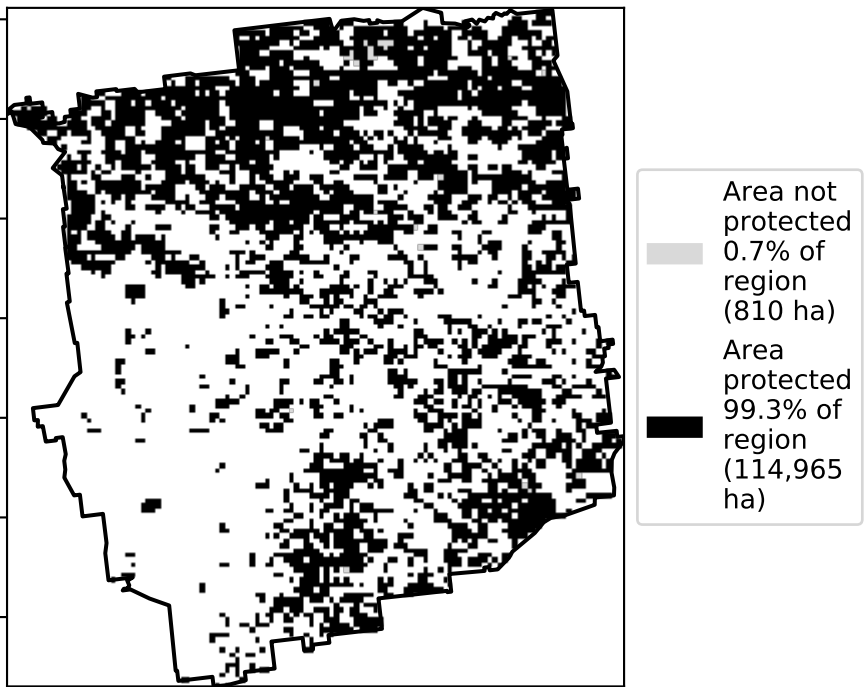 Area not
protected
0.7% of
region
(810 ha)
Area
protected
99.3% of
region
(114,965
ha)